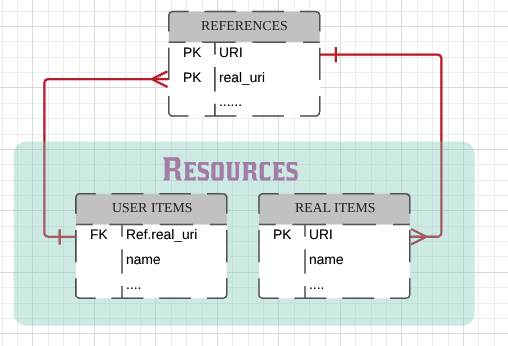 REFERENCES
PK URI
PK real_uri
......
RESOURCES
USER ITEMS
FK Ref.real_uri
name
....
REAL ITEMS
PK URI
name
....